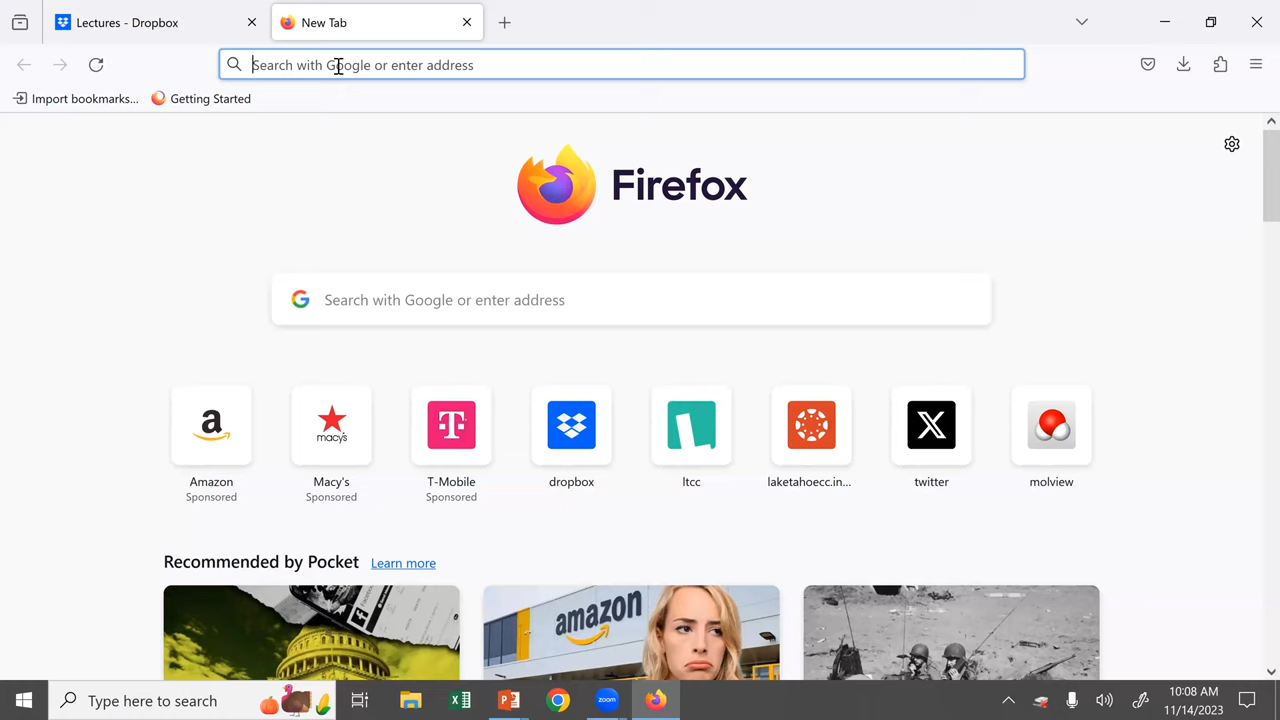 Lectures - Dropbox
New Tab
Search with Google or enter address
Import bookmarks...
Getting Started
Firefox
Search with Google or enter address
a
macys
T
X
Amazon
Sponsored
Macy's
Sponsored
T-Mobile
Sponsored
dropbox
ltcc
laketahoecc.in...
twitter
molview
Recommended by Pocket
Learn more
amazon
Type here to search
zoom
10:08 AM
11/14/2023